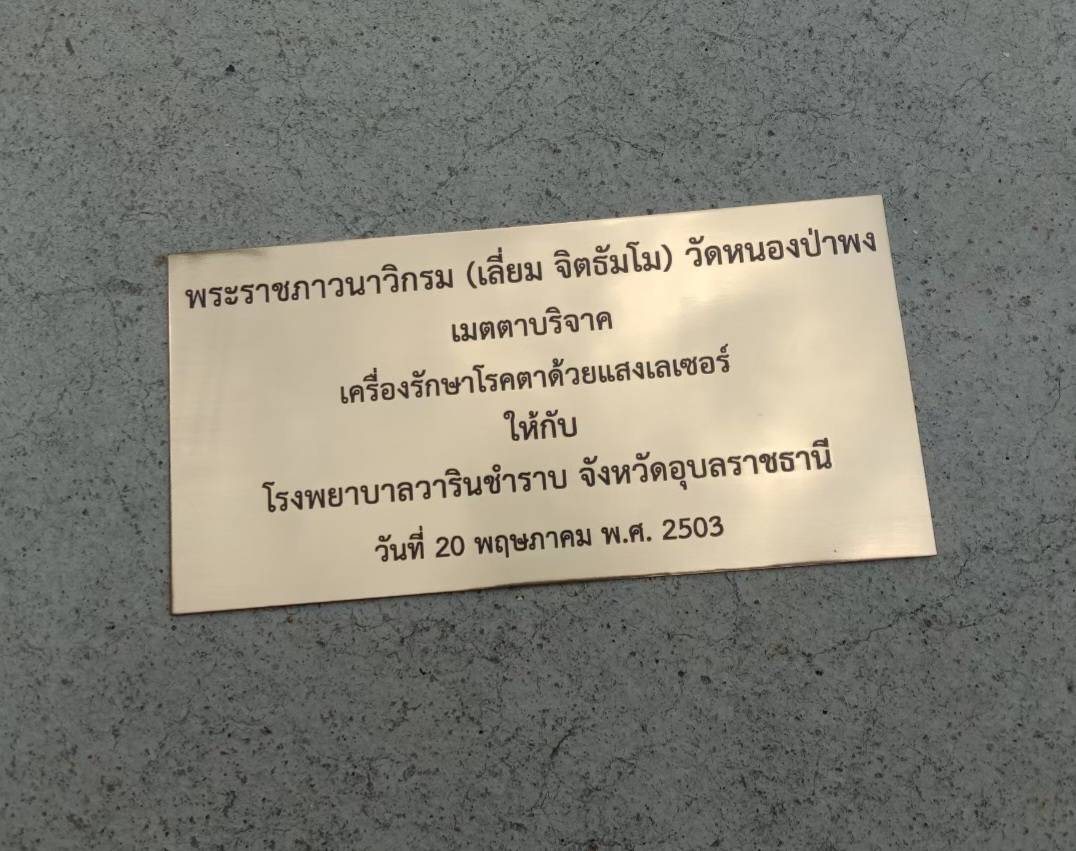 พระราชภาวนาวิกรม (เลี่ยม จิตธัมโม) วัดหนองป่าพง
เมตตาบริจาค
เครื่องรักษาโรคตาด้วยแสงเลเซอร์
ให้กับ
โรงพยาบาลวารินชำราบ จังหวัดอุบลราชธานี
วันที่ 20 พฤษภาคม พ.ศ. 2503